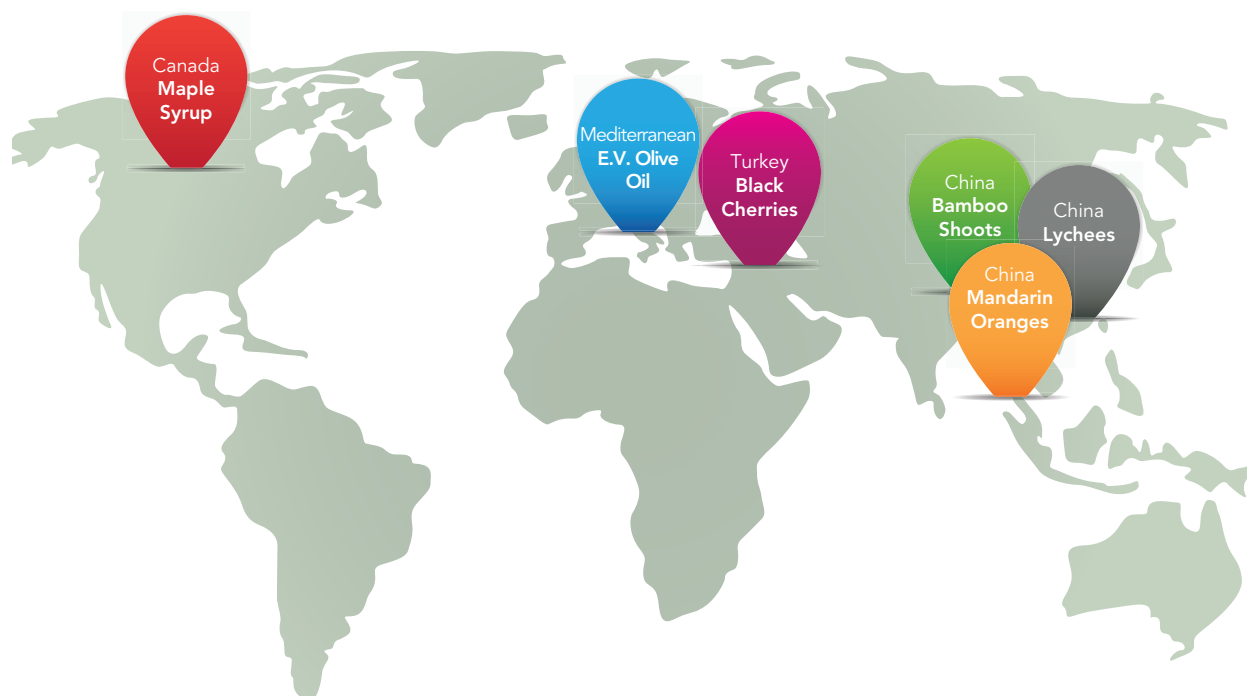 Canada
Maple
Syrup
Mediterranean
E.V. Olive
Oil
Turkey
Black
Cherries
China
Bamboo
Shoots
China
Lychees
China
Mandarin
Oranges